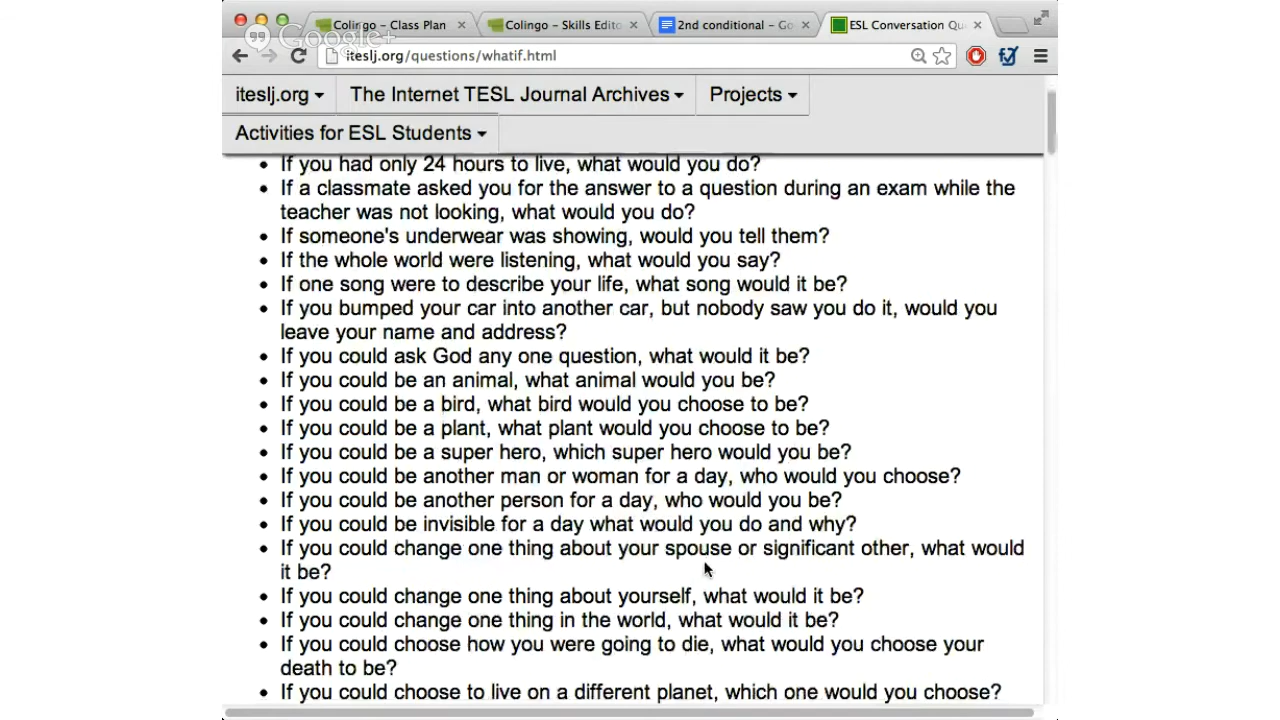 Colingo - Class Plan
Colingo - Skills Edito
2nd conditional - Go
ESL Conversation Qu
Google+
iteslj.org/questions/whatif.html
iteslj.org
The Internet TESL Journal Archives
Projects
Activities for ESL Students
If you had only 24 hours to live, what would you do?
If a classmate asked you for the answer to a question during an exam while the
teacher was not looking, what would you do?
If someone's underwear was showing, would you tell them?
If the whole world were listening, what would you say?
If one song were to describe your life, what song would it be?
If you bumped your car into another car, but nobody saw you do it, would you
leave your name and address?
If you could ask God any one question, what would it be?
If you could be an animal, what animal would you be?
If you could be a bird, what bird would you choose to be?
If you could be a plant, what plant would you choose to be?
If you could be a super hero, which super hero would you be?
If you could be another man or woman for a day, who would you choose?
If you could be another person for a day, who would you be?
If you could be invisible for a day what would you do and why?
If you could change one thing about your spouse or significant other, what would
it be?
If you could change one thing about yourself, what would it be?
If you could change one thing in the world, what would it be?
If you could choose how you were going to die, what would you choose your
death to be?
If you could choose to live on a different planet, which one would you choose?